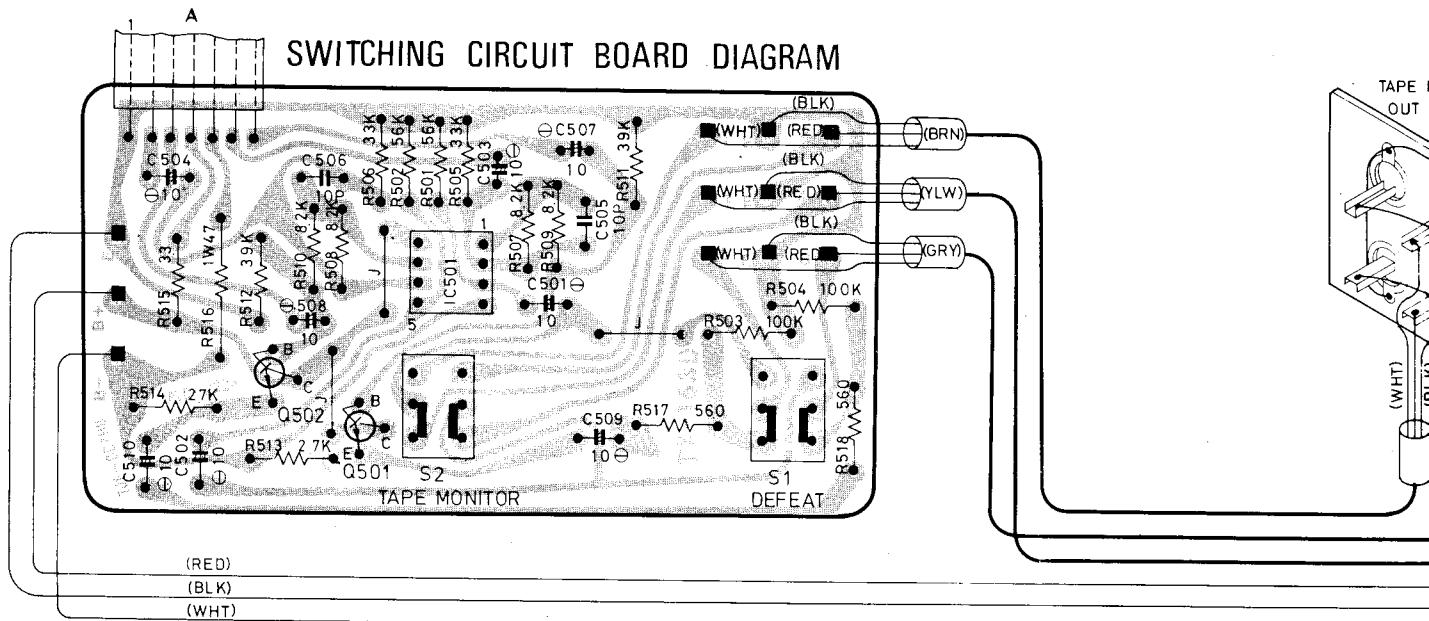 A
1
SWITCHING CIRCUIT BOARD DIAGRAM
(BLK)
(WHT) (RED) (BRN)
(BLK)
(WHT) (RED) (YLW)
(BLK)
(WHT) (RED) (GRY)
C504
⊖ 10
C506
10P
R506 33K
R502 56K
R501 56K
R505 33K
C503 10 ⊖
⊖ C507
10
R511 39K
R507 8.2K
R509 8.2K
C505 10P
R515 33
R516 1W47
R512 3.9K
R510 82K
R508 8.2K
J
1
IC501
5
C501 ⊖
10
R504 100K
R503 100K
J
⊖ C508
10
B+
B
C
E
Q502
J
B
C
E
Q501
R514 27K
R513 2.7K
C510 10 ⊖
C502 10 ⊖
S2
TAPE MONITOR
C509
10 ⊖
R517 560
S1
DEFEAT
R518 560
(RED)
(BLK)
(WHT)
TAPE
OUT
(WHT)
(BLK)